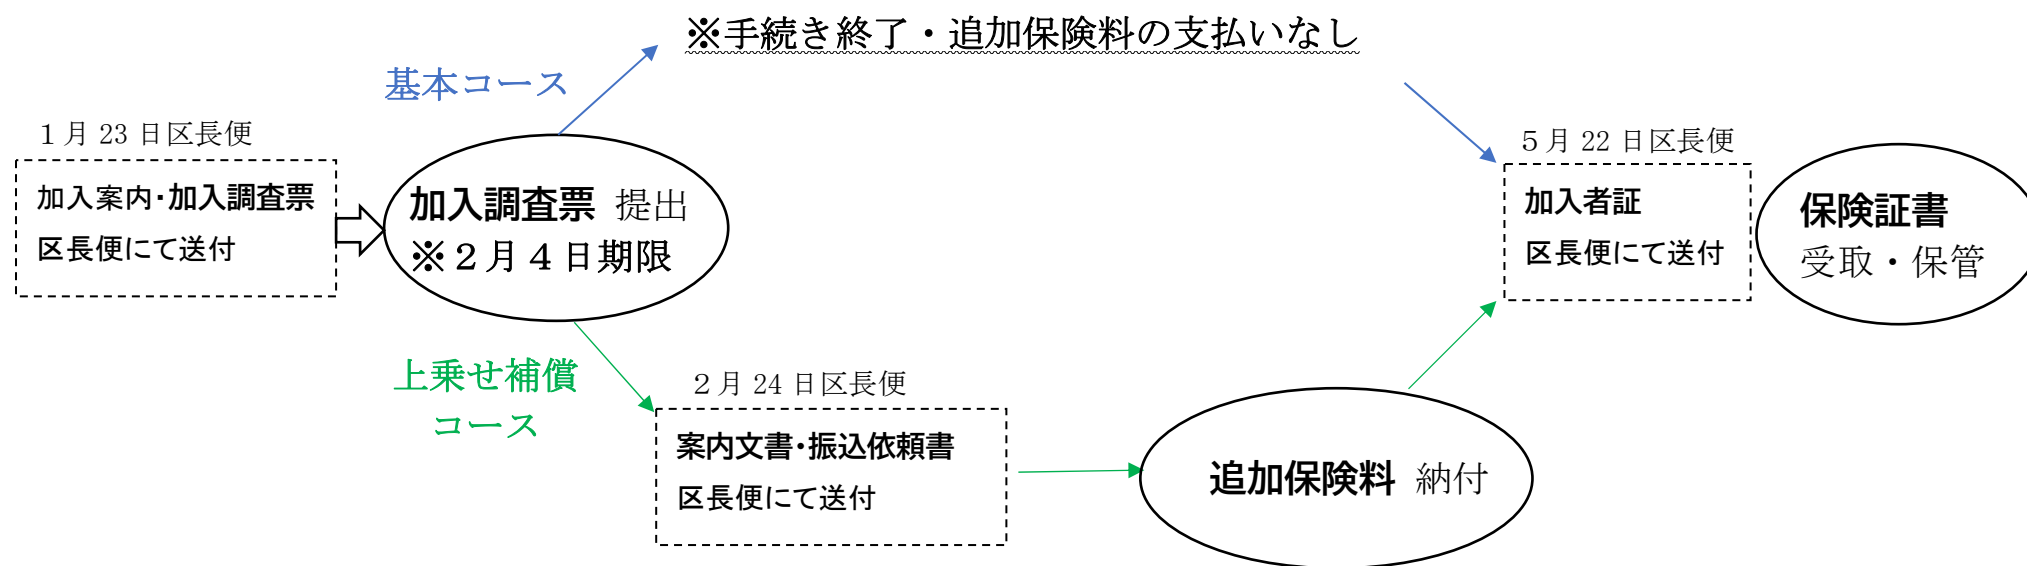 ※手続き終了・追加保険料の支払いなし
基本コース
１月 23 日区長便
加入案内・加入調査票
区長便にて送付
加入調査票 提出
※２月４日期限
５月 22 日区長便
加入者証
区長便にて送付
保険証書
受取・保管
上乗せ補償
コース
２月 24 日区長便
案内文書・振込依頼書
区長便にて送付
追加保険料 納付